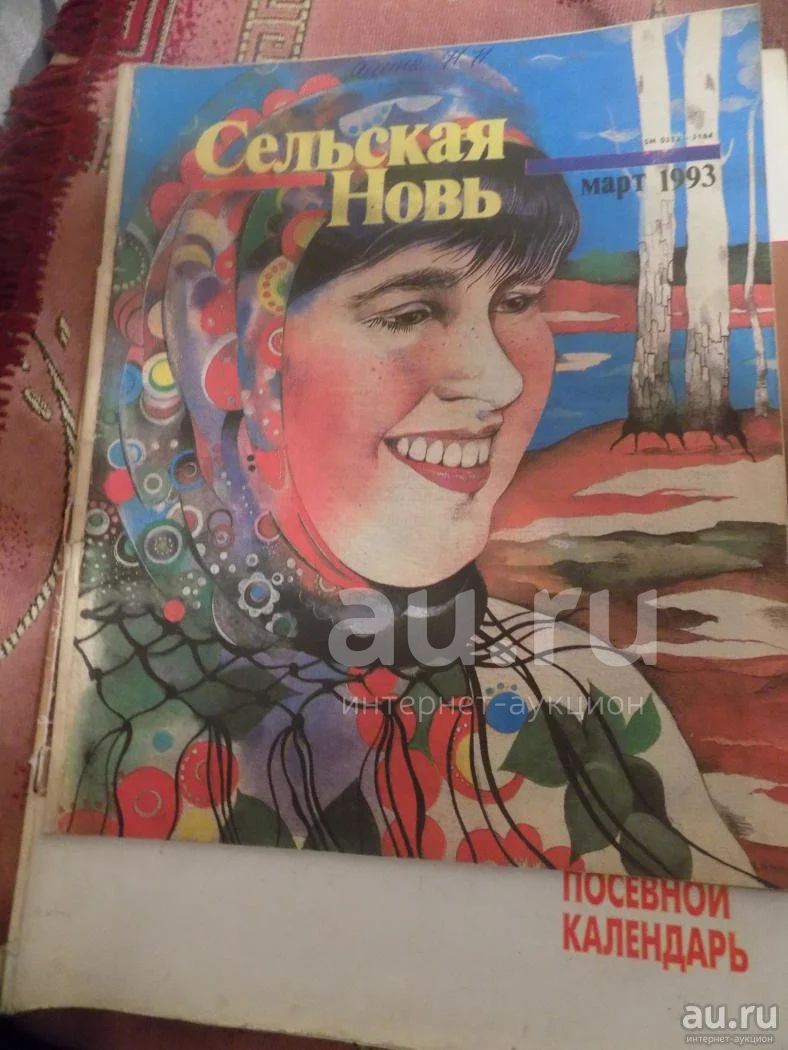 Сельская
Новь
март 1993
au.ru
интернет-аукцион
ПОСЕВНОЙ
КАЛЕНДАРЬ
au.ru
интернет-аукцион